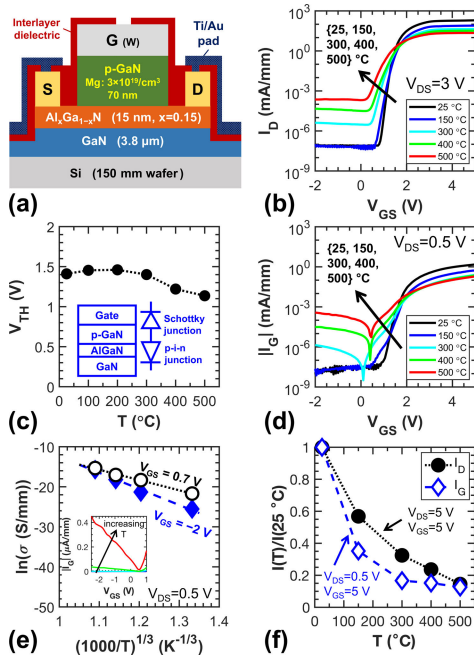 Interlayer
dielectric
Ti/Au
pad
G (W)
p-GaN
Mg: 3×10¹⁹/cm³
70 nm
S
D
AlₓGa₁₋ₓN (15 nm, x=0.15)
GaN (3.8 μm)
Si (150 mm wafer)
(a)
10³
10⁰
10⁻³
10⁻⁶
10⁻⁹
I_D (mA/mm)
{25, 150,
300, 400,
500} °C
V_DS=3 V
25 °C
150 °C
300 °C
400 °C
500 °C
-2 0 2 4
V_GS (V)
(b)
2
1.5
1
0.5
0
V_TH (V)
Gate
p-GaN
AlGaN
GaN
Schottky
junction
p-i-n
junction
0 100 200 300 400 500
T (°C)
(c)
10³
10⁰
10⁻³
10⁻⁶
10⁻⁹
|I_G| (mA/mm)
{25, 150,
300, 400,
500} °C
V_DS=0.5 V
25 °C
150 °C
300 °C
400 °C
500 °C
-2 0 2 4
V_GS (V)
(d)
0
-10
-20
-30
-40
-50
ln(σ (S/mm))
V_GS = 0.7 V
V_GS = −2 V
0.4
0.2
0
|I_G| (μA/mm)
increasing
T
-2 -1 0 1
V_GS (V)
V_DS=0.5 V
1 1.1 1.2 1.3 1.4
(1000/T)^1/3 (K^-1/3)
(e)
1
0.8
0.6
0.4
0.2
0
I(T)/I(25 °C)
I_D
I_G
V_DS=5 V
V_GS=5 V
V_DS=0.5 V
V_GS=5 V
0 100 200 300 400 500
T (°C)
(f)